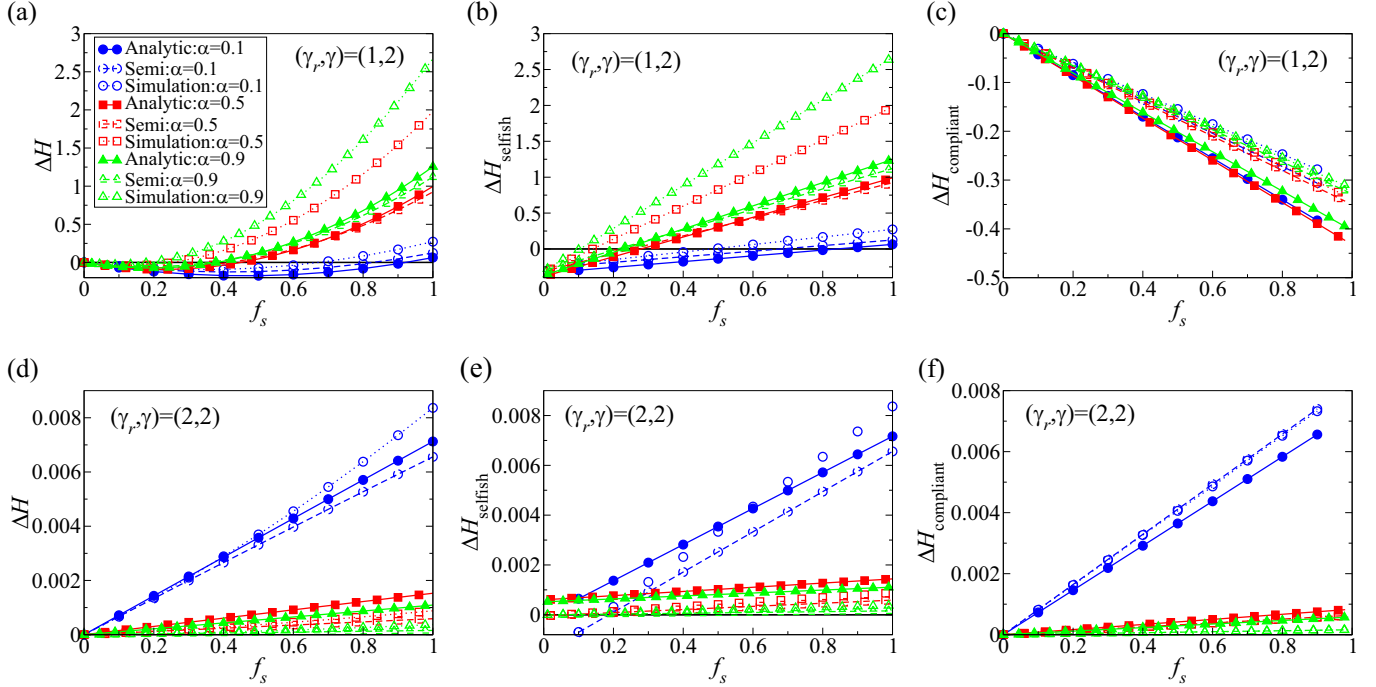 (a)
(b)
(c)
3
2.5
2
1.5
1
0.5
0
ΔH
Analytic:α=0.1
Semi:α=0.1
Simulation:α=0.1
Analytic:α=0.5
Semi:α=0.5
Simulation:α=0.5
Analytic:α=0.9
Semi:α=0.9
Simulation:α=0.9
(γr,γ)=(1,2)
0 0.2 0.4 0.6 0.8 1
fs
3
2.5
2
1.5
1
0.5
0
ΔHselfish
(γr,γ)=(1,2)
0 0.2 0.4 0.6 0.8 1
fs
0
-0.1
-0.2
-0.3
-0.4
-0.5
ΔHcompliant
(γr,γ)=(1,2)
0 0.2 0.4 0.6 0.8 1
fs
(d)
(e)
(f)
0.008
0.006
0.004
0.002
0
ΔH
(γr,γ)=(2,2)
0 0.2 0.4 0.6 0.8 1
fs
0.008
0.006
0.004
0.002
0
ΔHselfish
(γr,γ)=(2,2)
0 0.2 0.4 0.6 0.8 1
fs
0.008
0.006
0.004
0.002
0
ΔHcompliant
(γr,γ)=(2,2)
0 0.2 0.4 0.6 0.8 1
fs